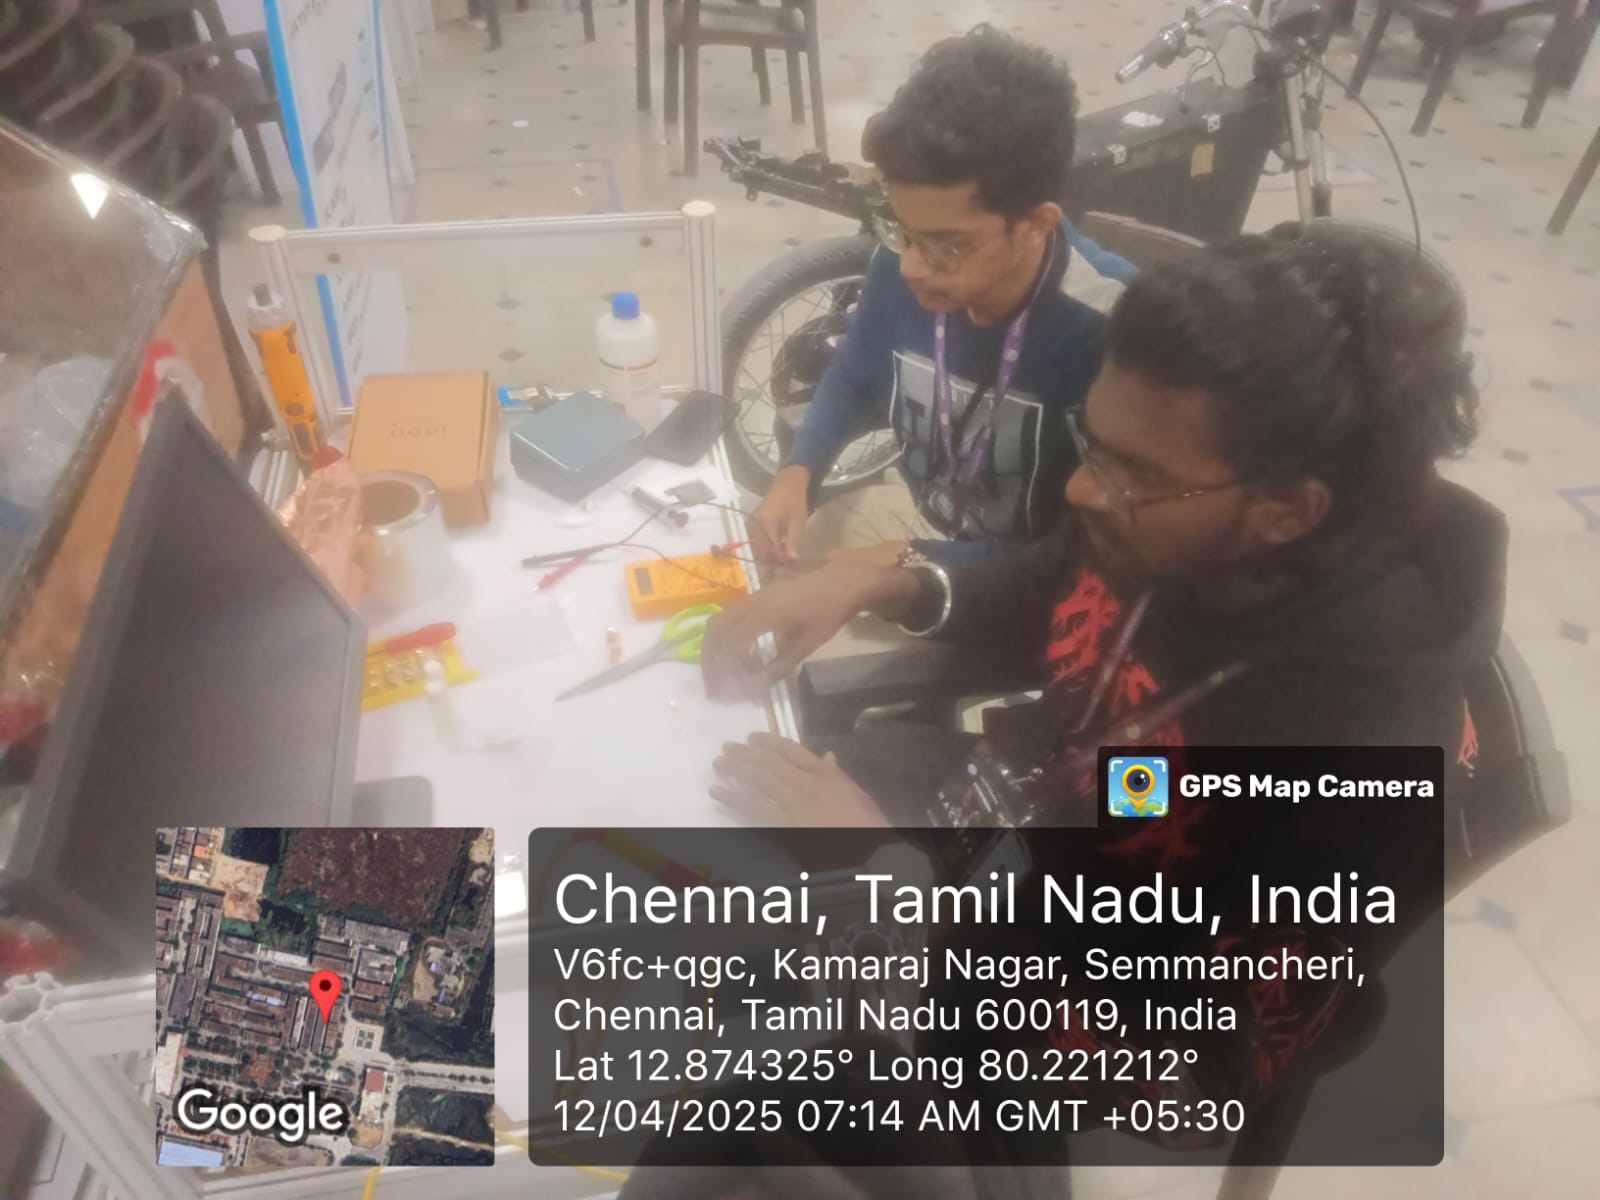 GPS Map Camera
Chennai, Tamil Nadu, India
V6fc+qgc, Kamaraj Nagar, Semmancheri,
Chennai, Tamil Nadu 600119, India
Lat 12.874325° Long 80.221212°
12/04/2025 07:14 AM GMT +05:30
Google